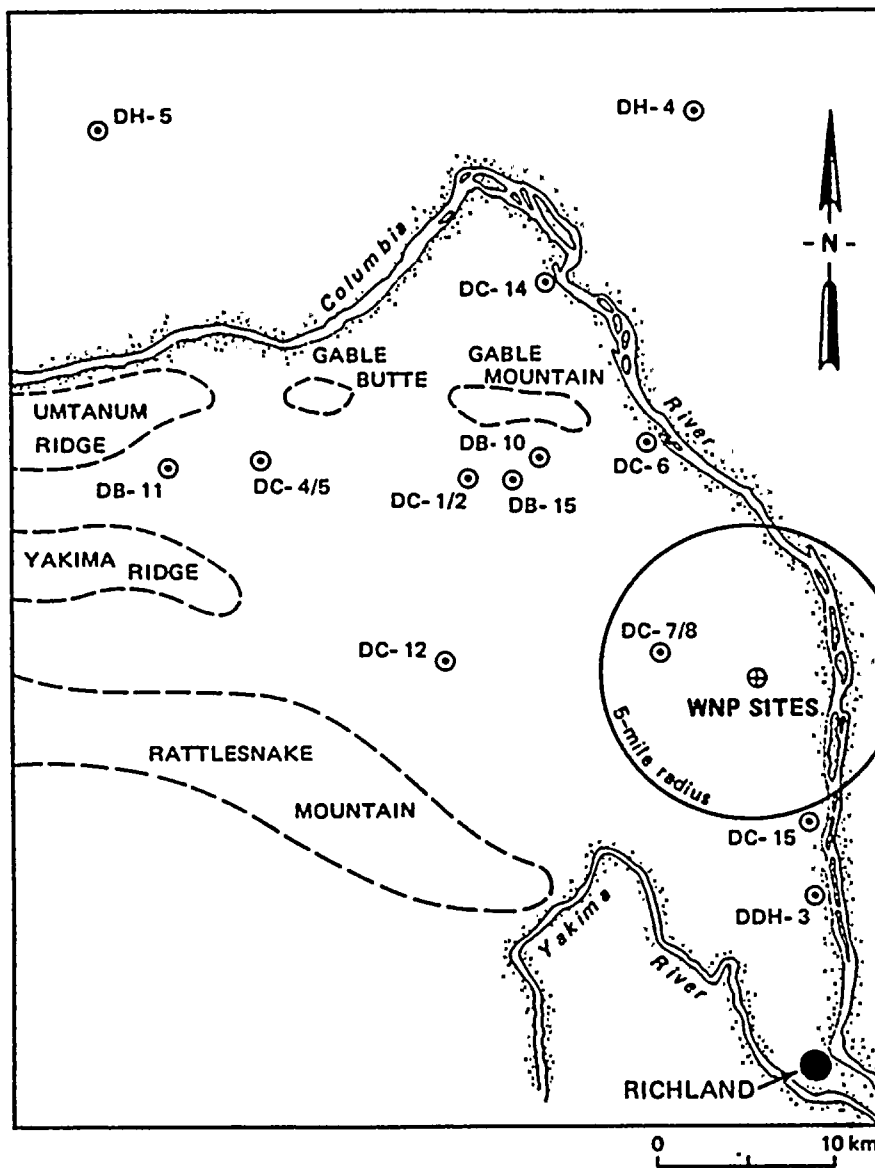 DH-5
DH-4
Columbia
- N -
DC-14
GABLE
BUTTE
GABLE
MOUNTAIN
River
UMTANUM
RIDGE
DB-10
DC-6
DB-11
DC-4/5
DC-1/2
DB-15
YAKIMA
RIDGE
DC-12
DC-7/8
WNP SITES
5-mile radius
RATTLESNAKE
MOUNTAIN
DC-15
DDH-3
Yakima
River
RICHLAND
0 10 km